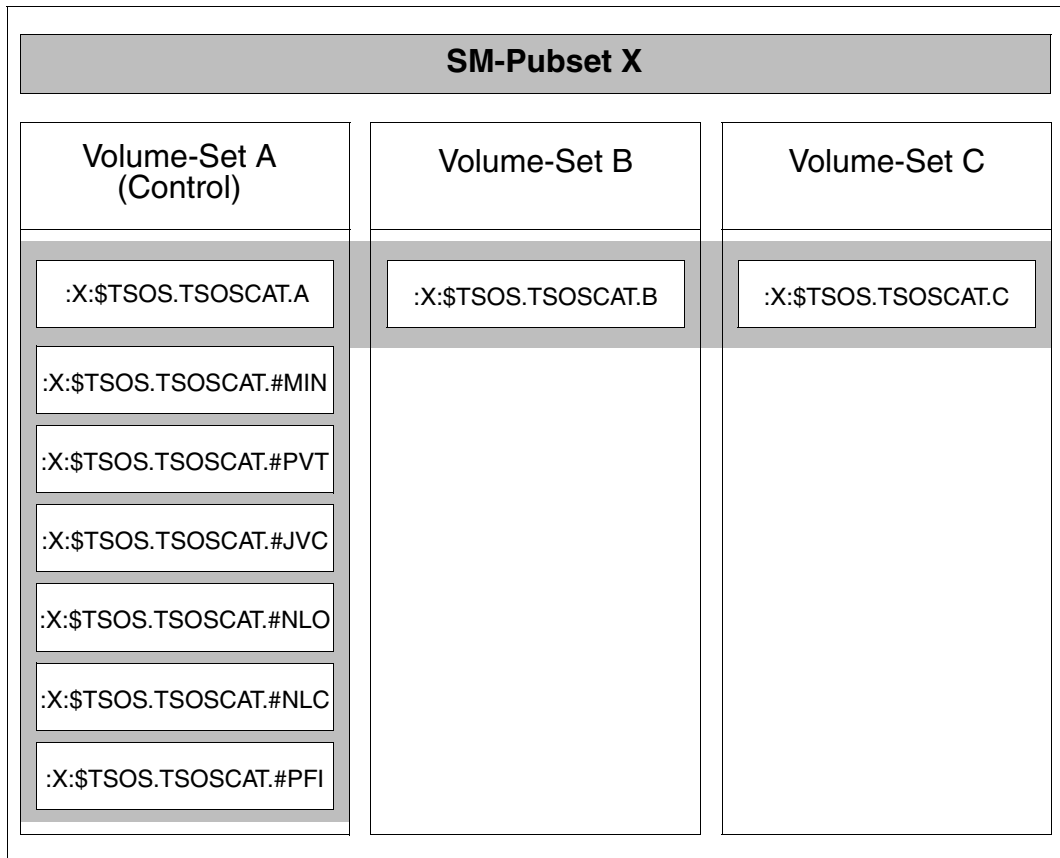 SM-Pubset X
Volume-Set A
(Control)
Volume-Set B
Volume-Set C
:X:$TSOS.TSOSCAT.A
:X:$TSOS.TSOSCAT.B
:X:$TSOS.TSOSCAT.C
:X:$TSOS.TSOSCAT.#MIN
:X:$TSOS.TSOSCAT.#PVT
:X:$TSOS.TSOSCAT.#JVC
:X:$TSOS.TSOSCAT.#NLO
:X:$TSOS.TSOSCAT.#NLC
:X:$TSOS.TSOSCAT.#PFI